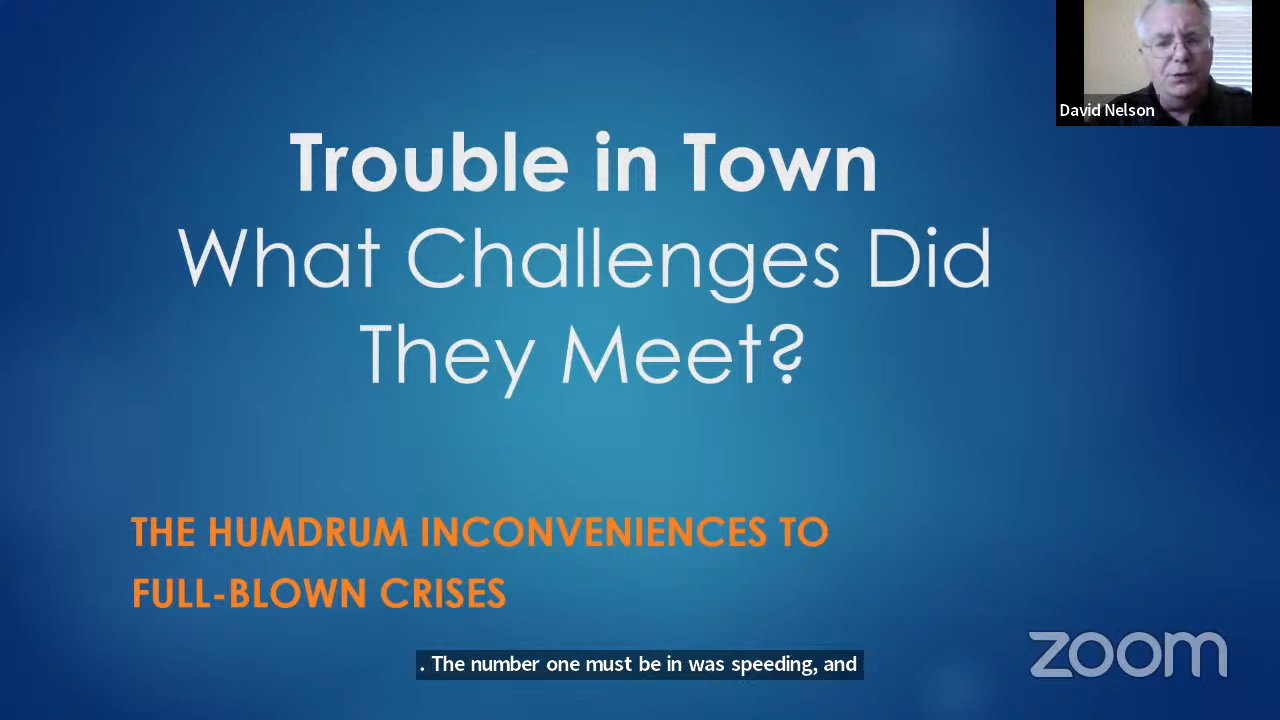 David Nelson
Trouble in Town
What Challenges Did
They Meet?
THE HUMDRUM INCONVENIENCES TO
FULL-BLOWN CRISES
. The number one must be in was speeding, and
zoom